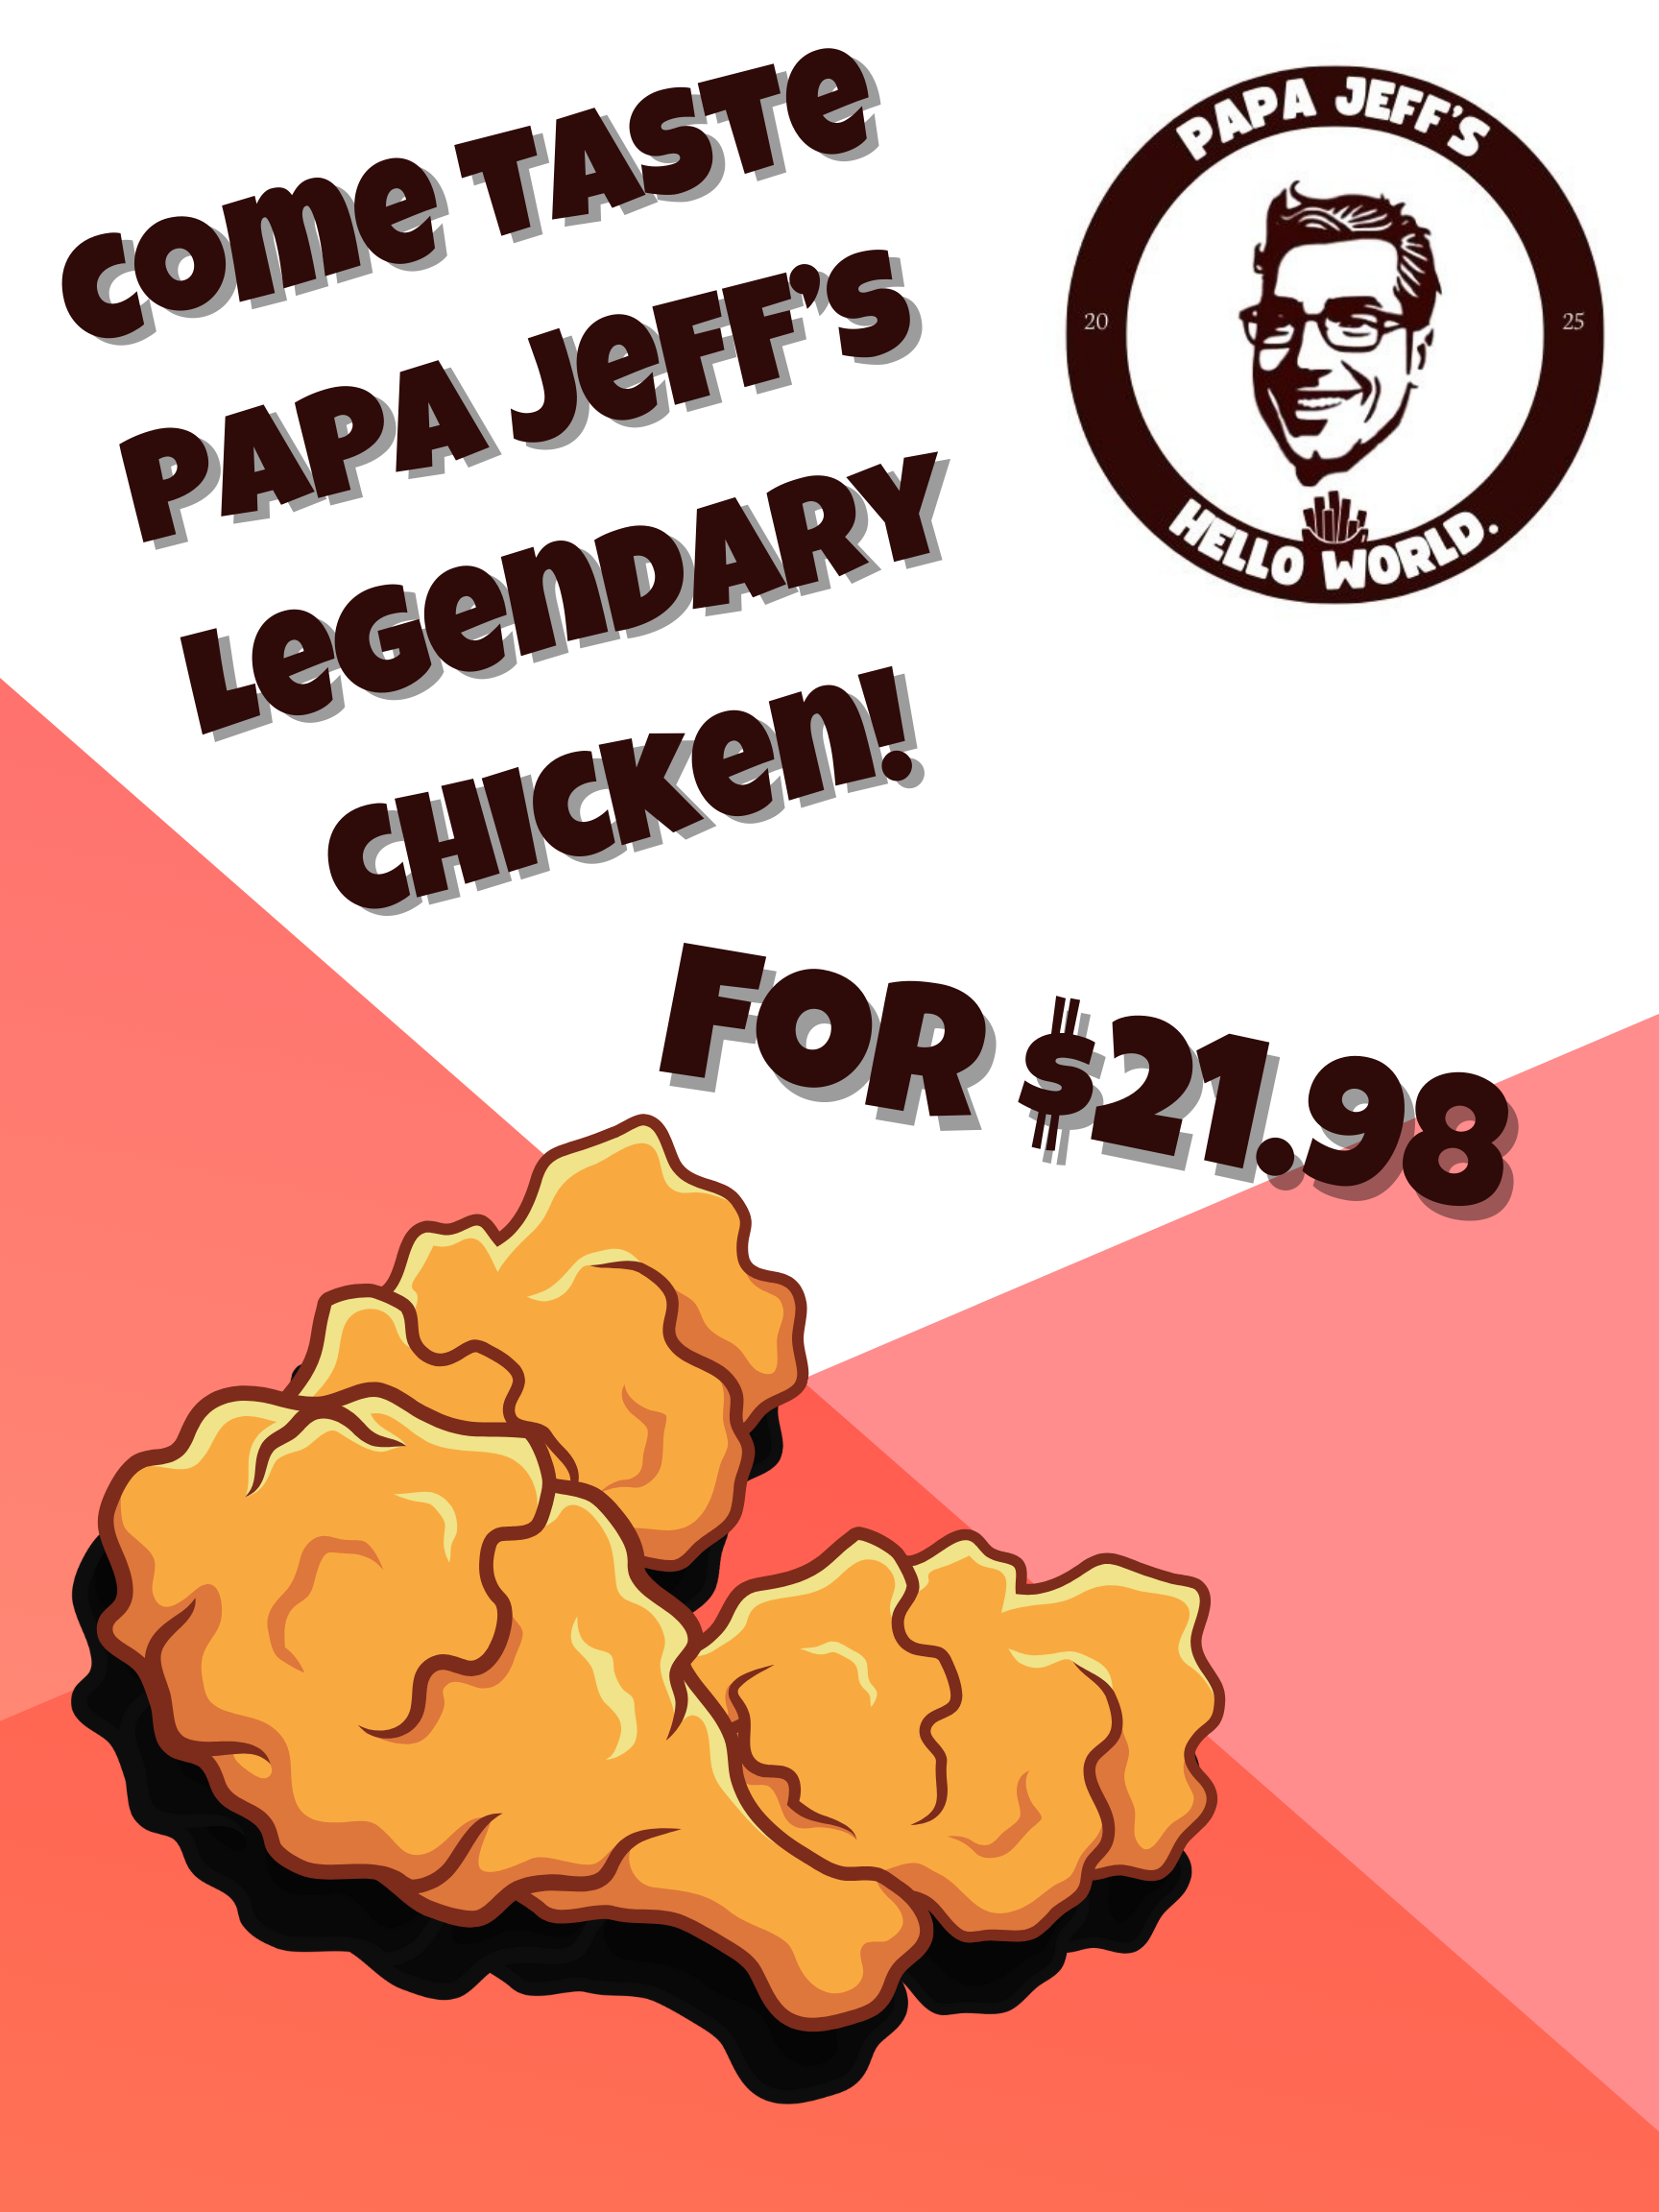 Come TASTe
PAPA JeFF's
LeGenDARY
CHICken!
PAPA JEFF'S
20 25
HELLO WORLD.
FOR $21.98